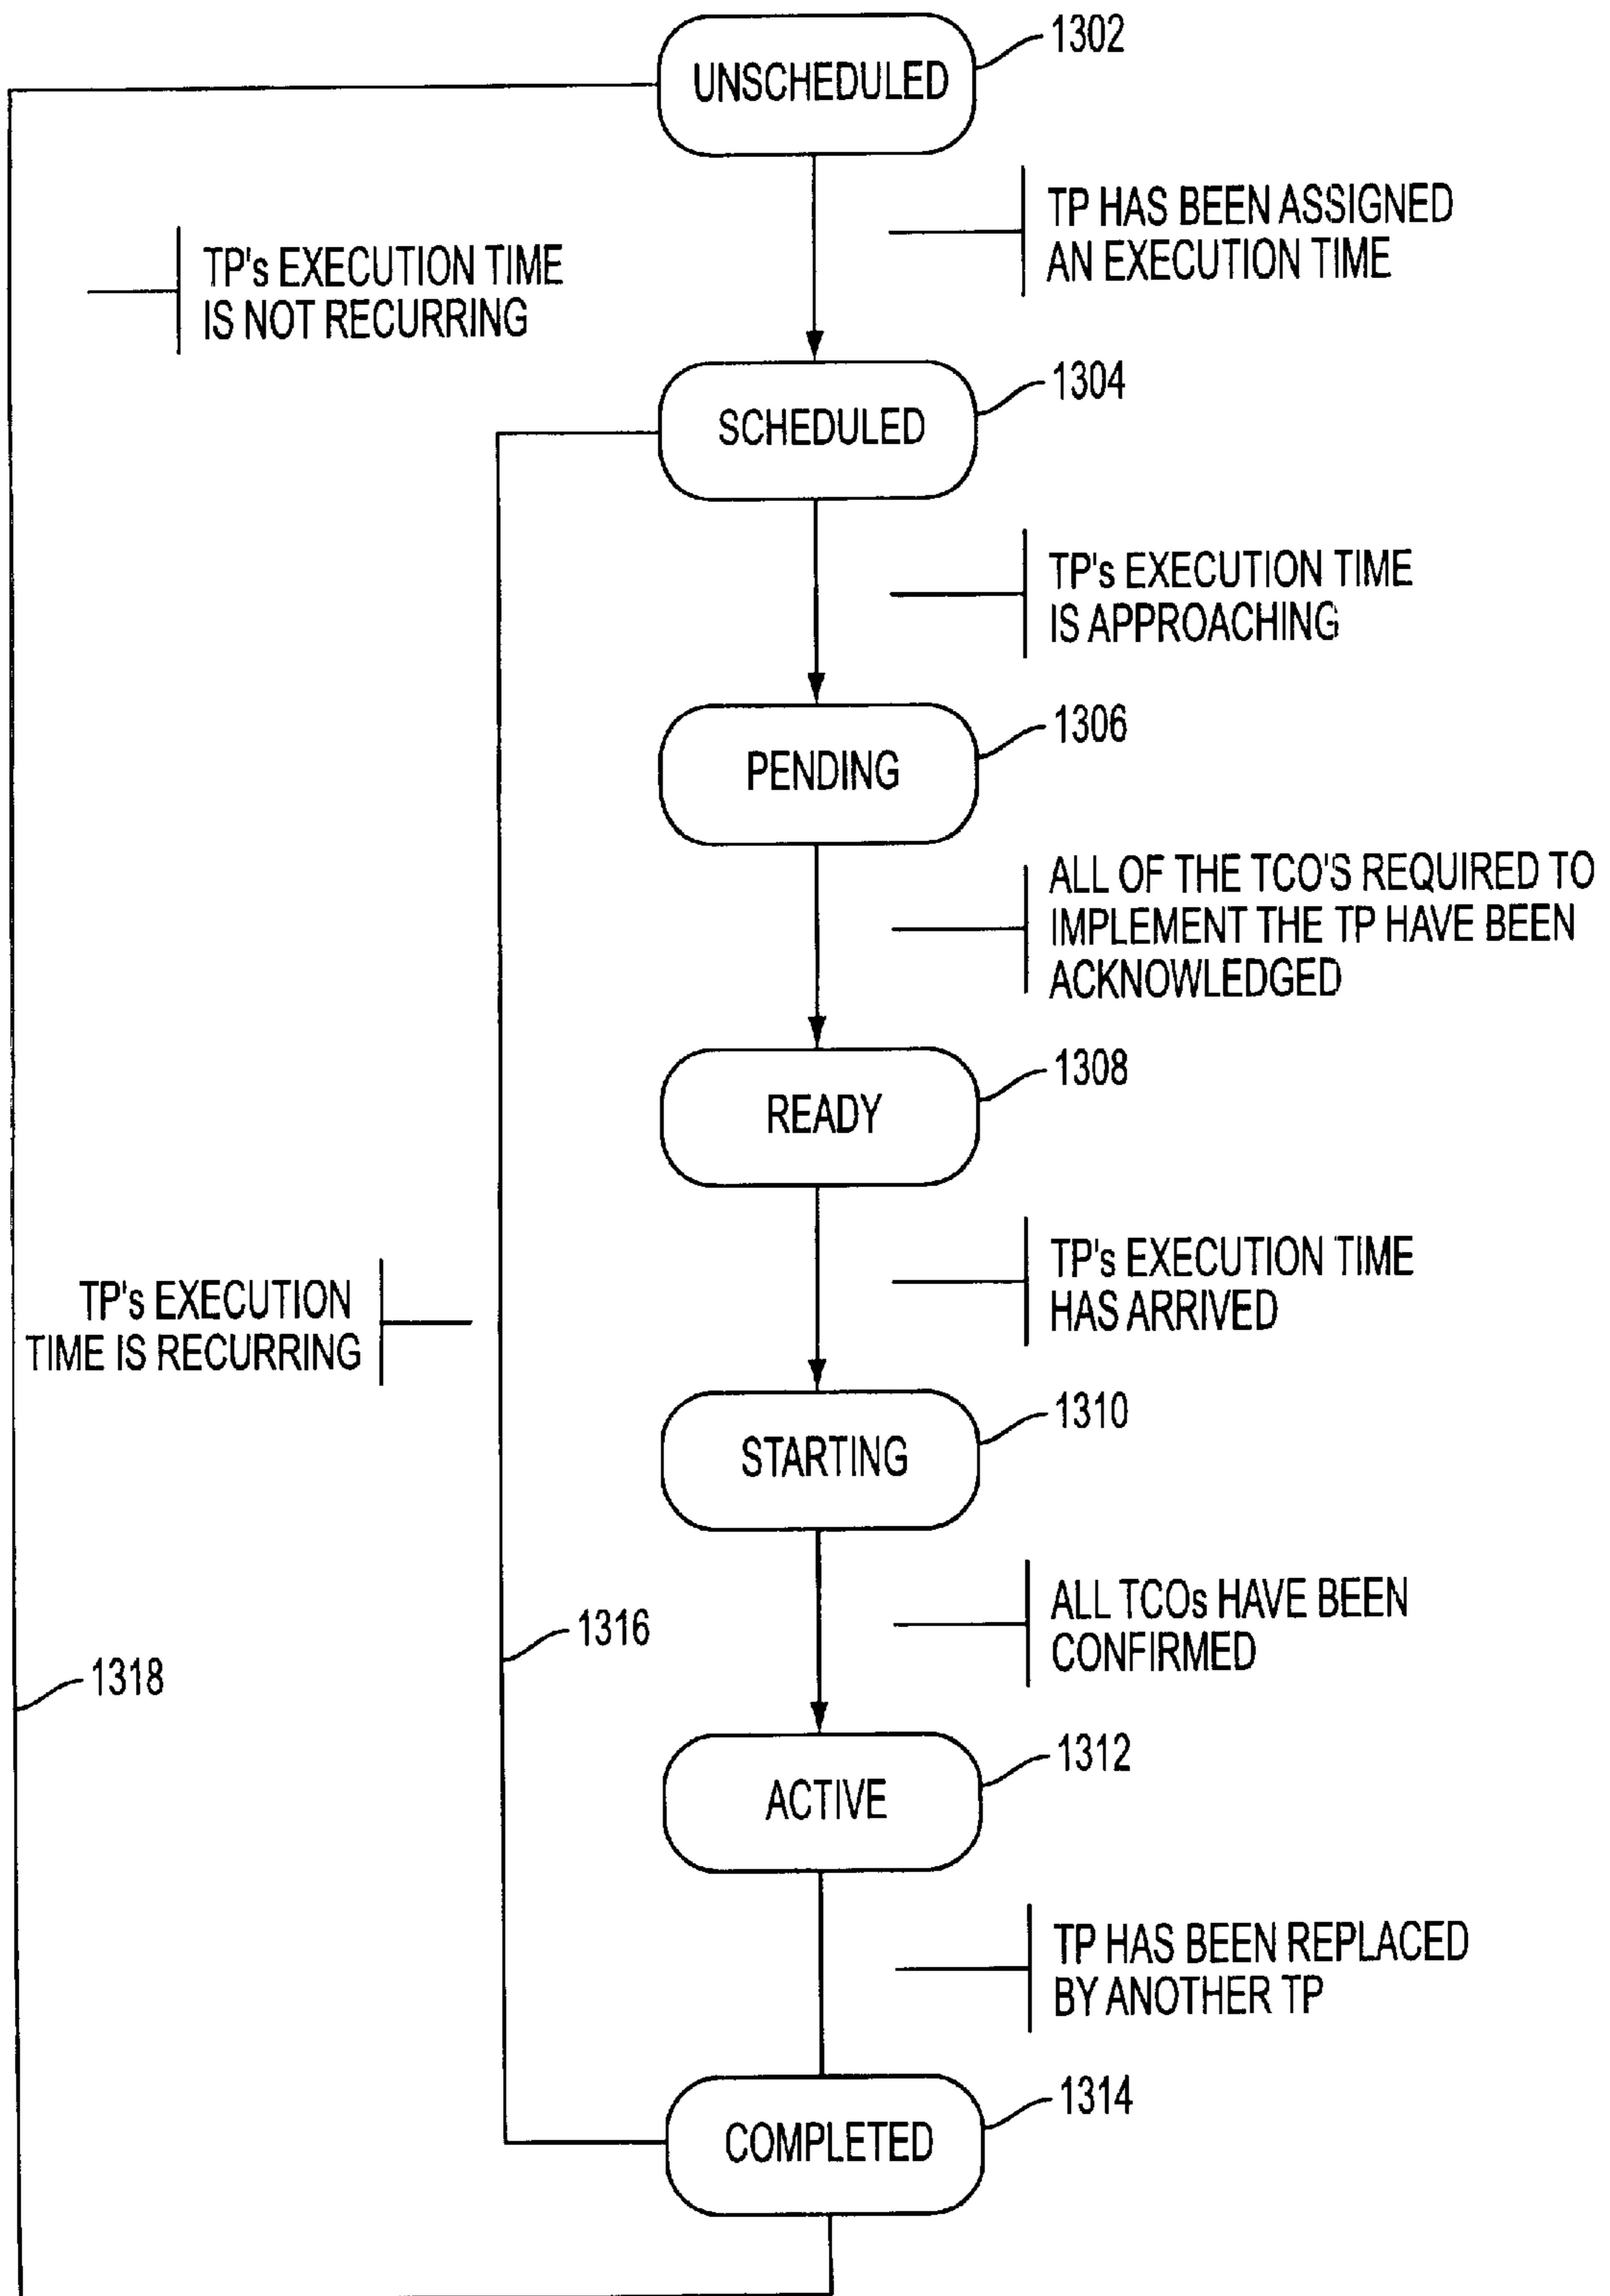 1302
UNSCHEDULED
TP HAS BEEN ASSIGNED
AN EXECUTION TIME
TP's EXECUTION TIME
IS NOT RECURRING
1304
SCHEDULED
TP's EXECUTION TIME
IS APPROACHING
1306
PENDING
ALL OF THE TCO'S REQUIRED TO
IMPLEMENT THE TP HAVE BEEN
ACKNOWLEDGED
1308
READY
TP's EXECUTION TIME
HAS ARRIVED
TP's EXECUTION
TIME IS RECURRING
1310
STARTING
ALL TCOs HAVE BEEN
CONFIRMED
1316
1318
1312
ACTIVE
TP HAS BEEN REPLACED
BY ANOTHER TP
1314
COMPLETED